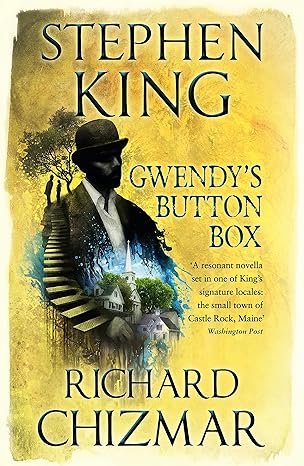 STEPHEN
KING
GWENDY'S
BUTTON
BOX
'A resonant novella
set in one of King's
signature locales:
the small town of
Castle Rock, Maine'
Washington Post
RICHARD
CHIZMAR